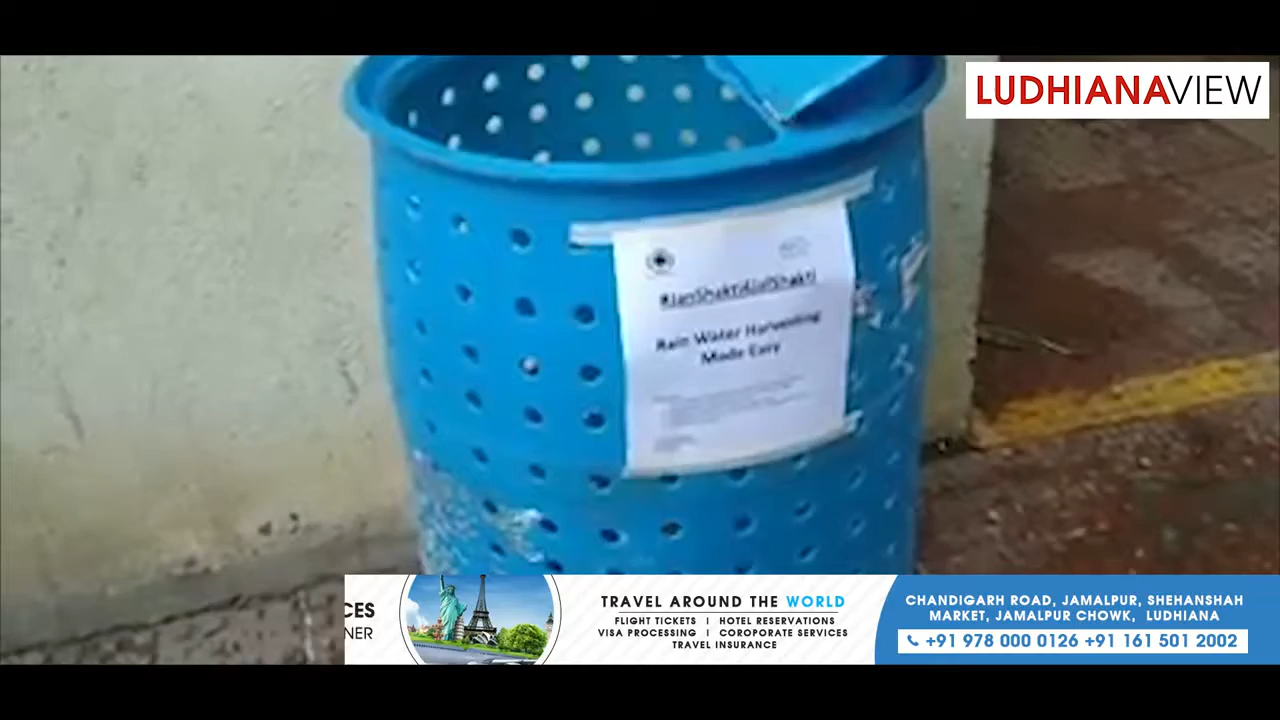 LUDHIANAVIEW
#JanShakti4JalShakti
Rain Water Harvesting
Made Easy
CES
NER
TRAVEL AROUND THE WORLD
FLIGHT TICKETS | HOTEL RESERVATIONS
VISA PROCESSING | COROPORATE SERVICES
TRAVEL INSURANCE
CHANDIGARH ROAD, JAMALPUR, SHEHANSHAH
MARKET, JAMALPUR CHOWK, LUDHIANA
+91 978 000 0126 +91 161 501 2002